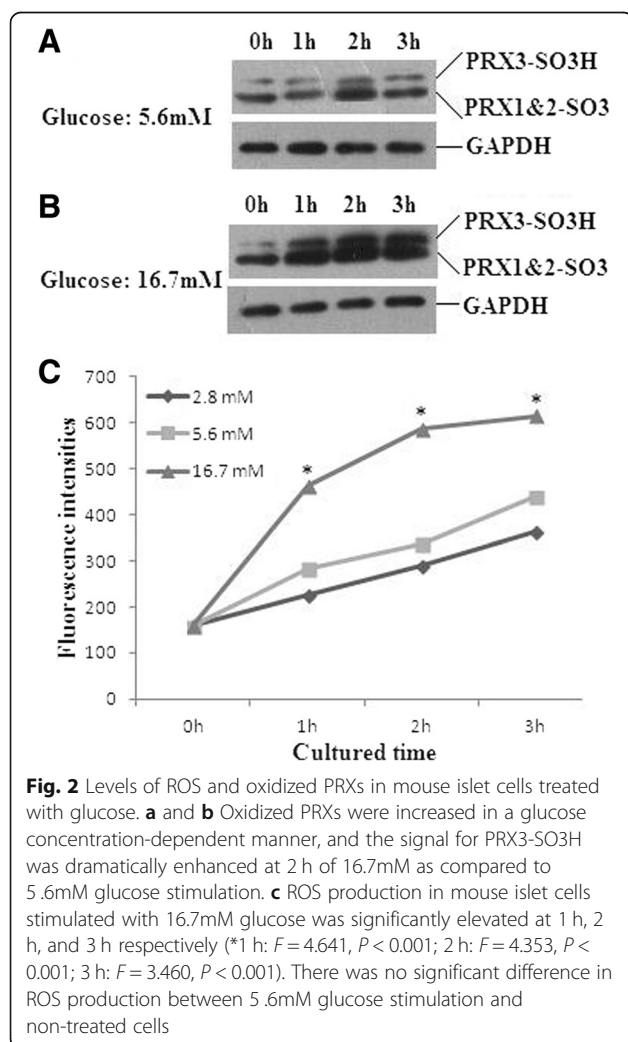 A
0h 1h 2h 3h
PRX3-SO3H
Glucose: 5.6mM
PRX1&2-SO3
GAPDH
B
0h 1h 2h 3h
PRX3-SO3H
Glucose: 16.7mM
PRX1&2-SO3
GAPDH
C
700
600
500
400
300
200
100
0
Fluorescence intensities
2.8 mM
5.6 mM
16.7 mM
* * *
0h 1h 2h 3h
Cultured time
Fig. 2 Levels of ROS and oxidized PRXs in mouse islet cells treated
with glucose. a and b Oxidized PRXs were increased in a glucose
concentration-dependent manner, and the signal for PRX3-SO3H
was dramatically enhanced at 2 h of 16.7mM as compared to
5 .6mM glucose stimulation. c ROS production in mouse islet cells
stimulated with 16.7mM glucose was significantly elevated at 1 h, 2
h, and 3 h respectively (*1 h: F = 4.641, P < 0.001; 2 h: F = 4.353, P <
0.001; 3 h: F = 3.460, P < 0.001). There was no significant difference in
ROS production between 5 .6mM glucose stimulation and
non-treated cells